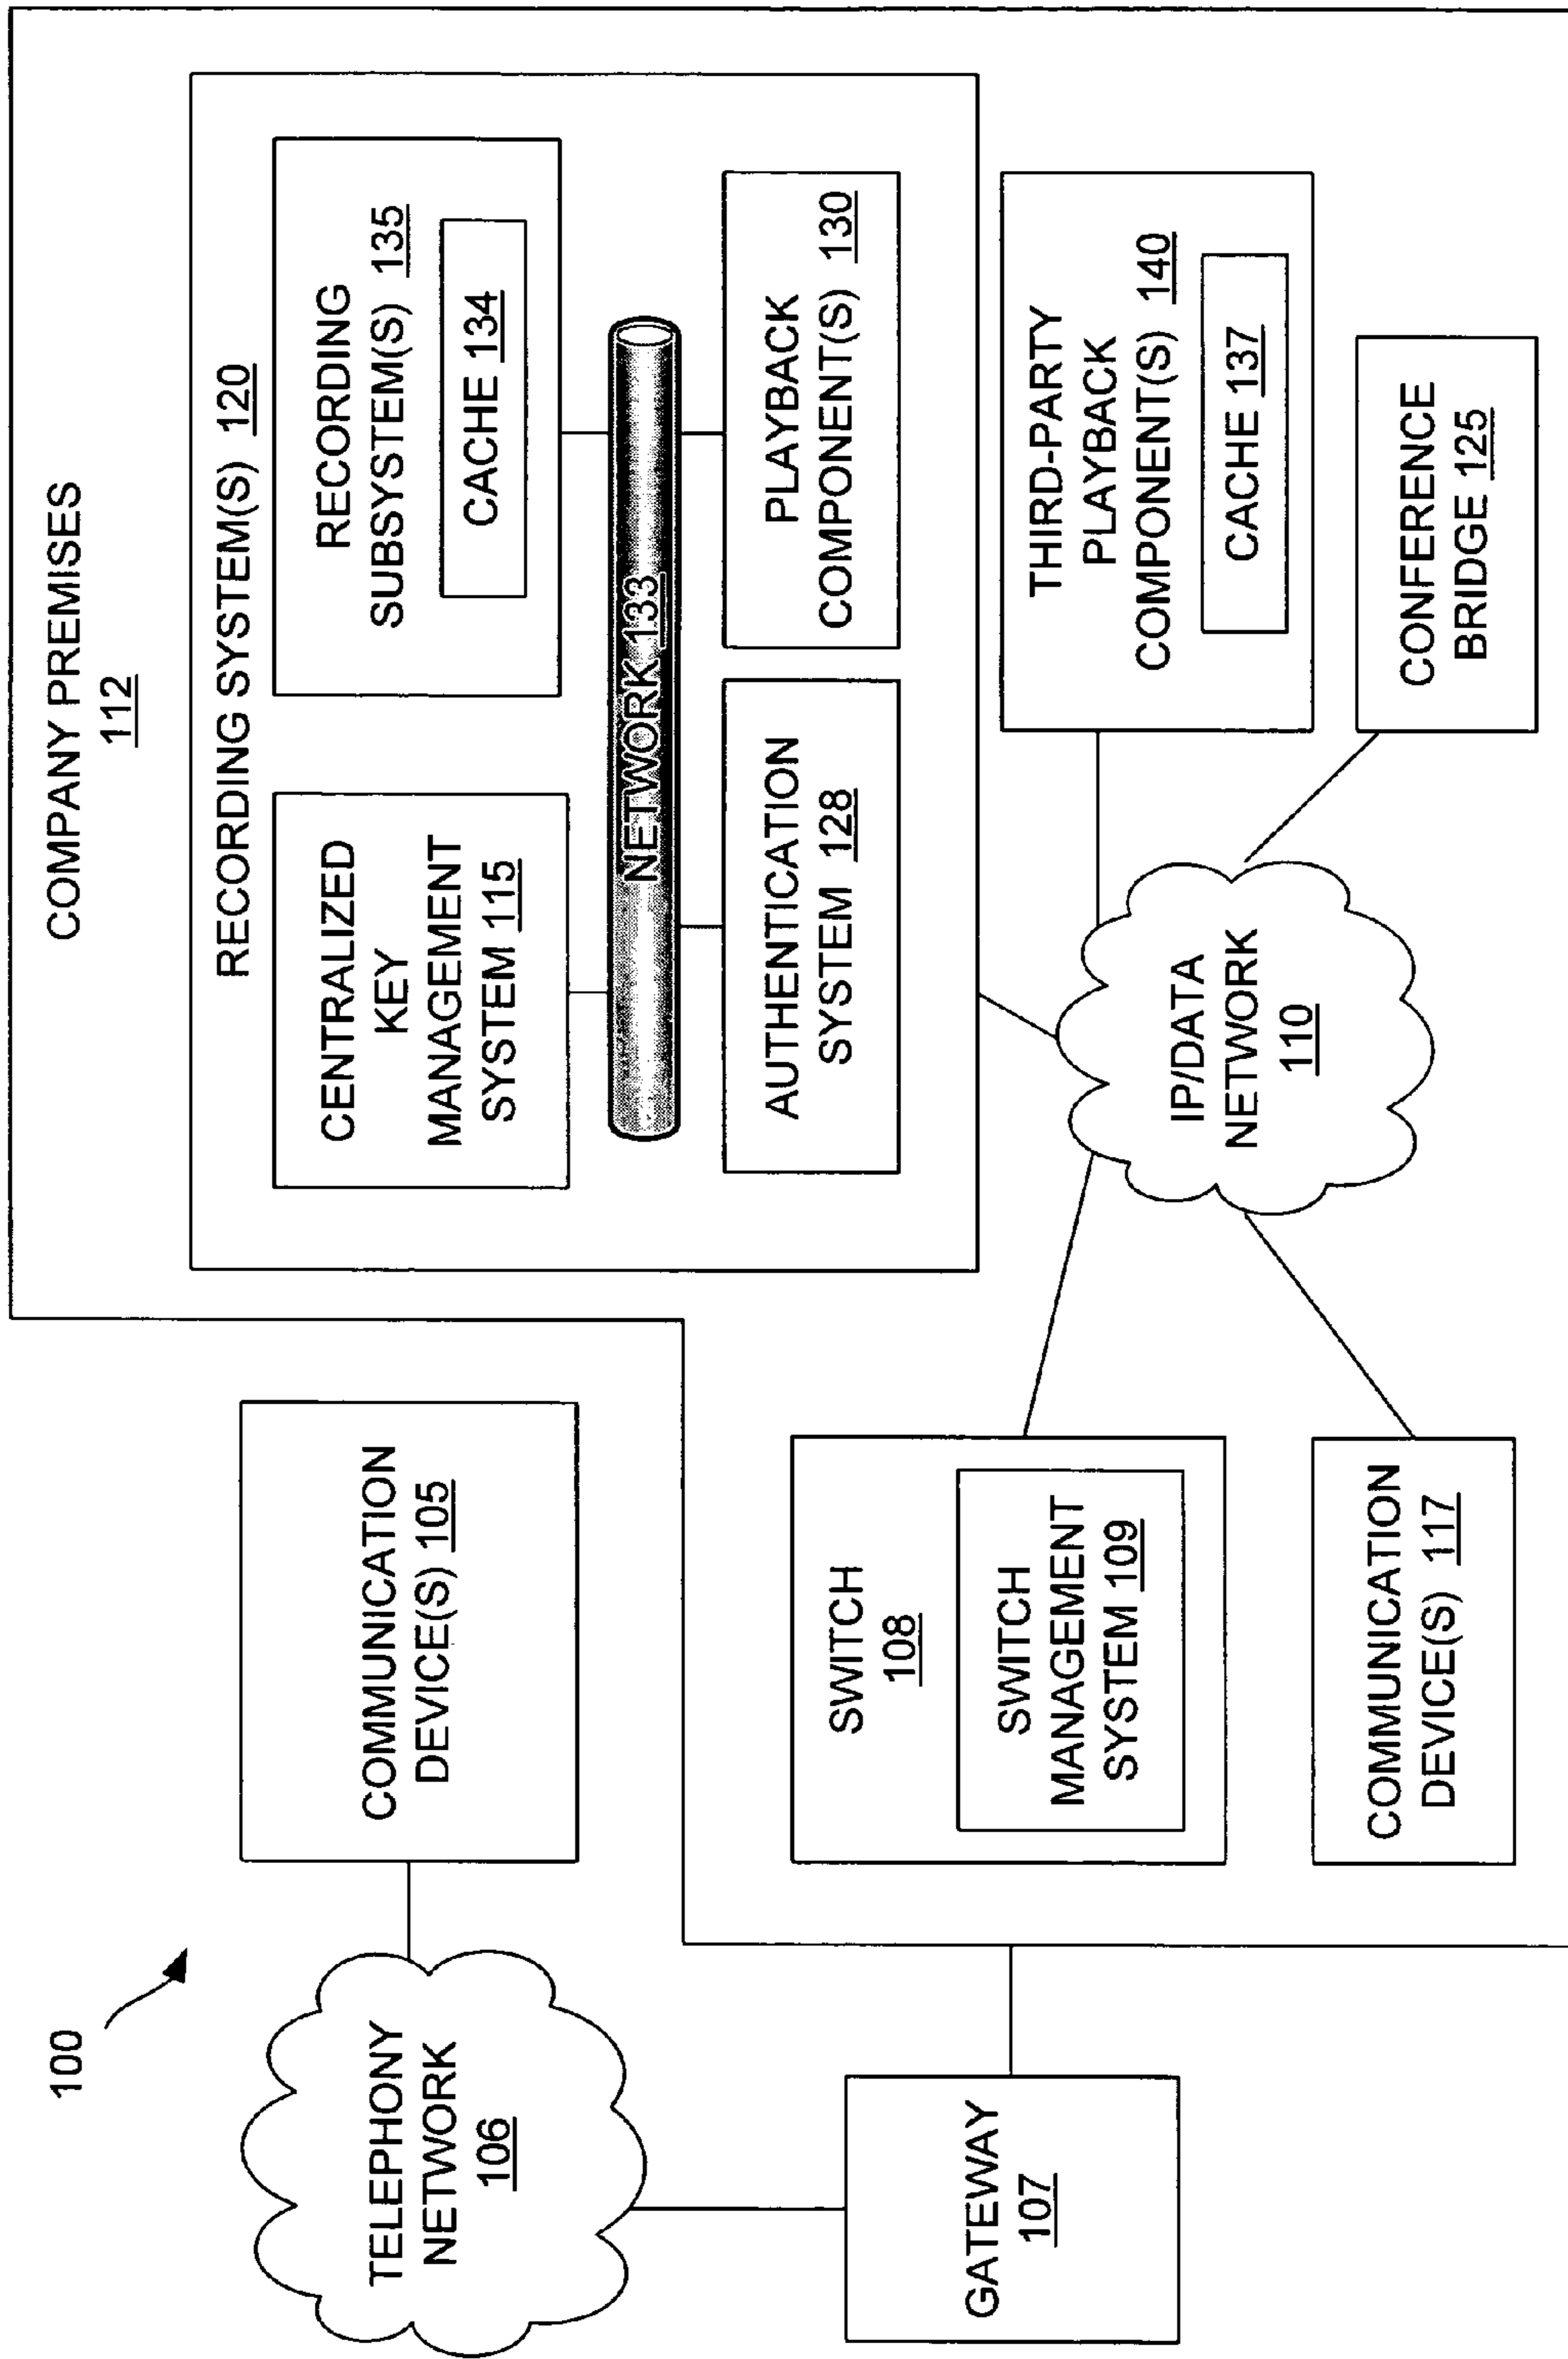 100
TELEPHONY
NETWORK
106
COMMUNICATION
DEVICE(S) 105
GATEWAY
107
COMPANY PREMISES
112
RECORDING SYSTEM(S) 120
CENTRALIZED
KEY
MANAGEMENT
SYSTEM 115
RECORDING
SUBSYSTEM(S) 135
CACHE 134
NETWORK 133
AUTHENTICATION
SYSTEM 128
PLAYBACK
COMPONENT(S) 130
SWITCH
108
SWITCH
MANAGEMENT
SYSTEM 109
COMMUNICATION
DEVICE(S) 117
IP/DATA
NETWORK
110
THIRD-PARTY
PLAYBACK
COMPONENT(S) 140
CACHE 137
CONFERENCE
BRIDGE 125